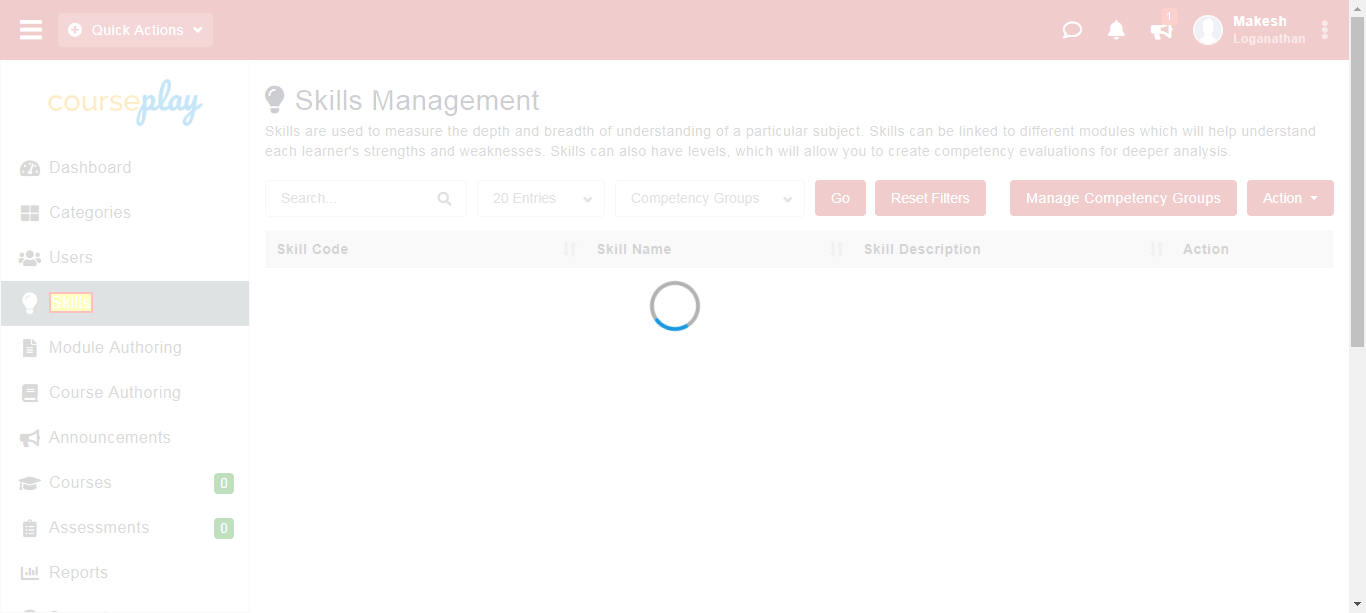 Quick Actions
1
Makesh
Loganathan
courseplay
Dashboard
Categories
Users
Skills
Module Authoring
Course Authoring
Announcements
Courses 0
Assessments 0
Reports
Skills Management
Skills are used to measure the depth and breadth of understanding of a particular subject. Skills can be linked to different modules which will help understand
each learner's strengths and weaknesses. Skills can also have levels, which will allow you to create competency evaluations for deeper analysis.
Search... 20 Entries Competency Groups Go Reset Filters Manage Competency Groups Action
Skill Code Skill Name Skill Description Action